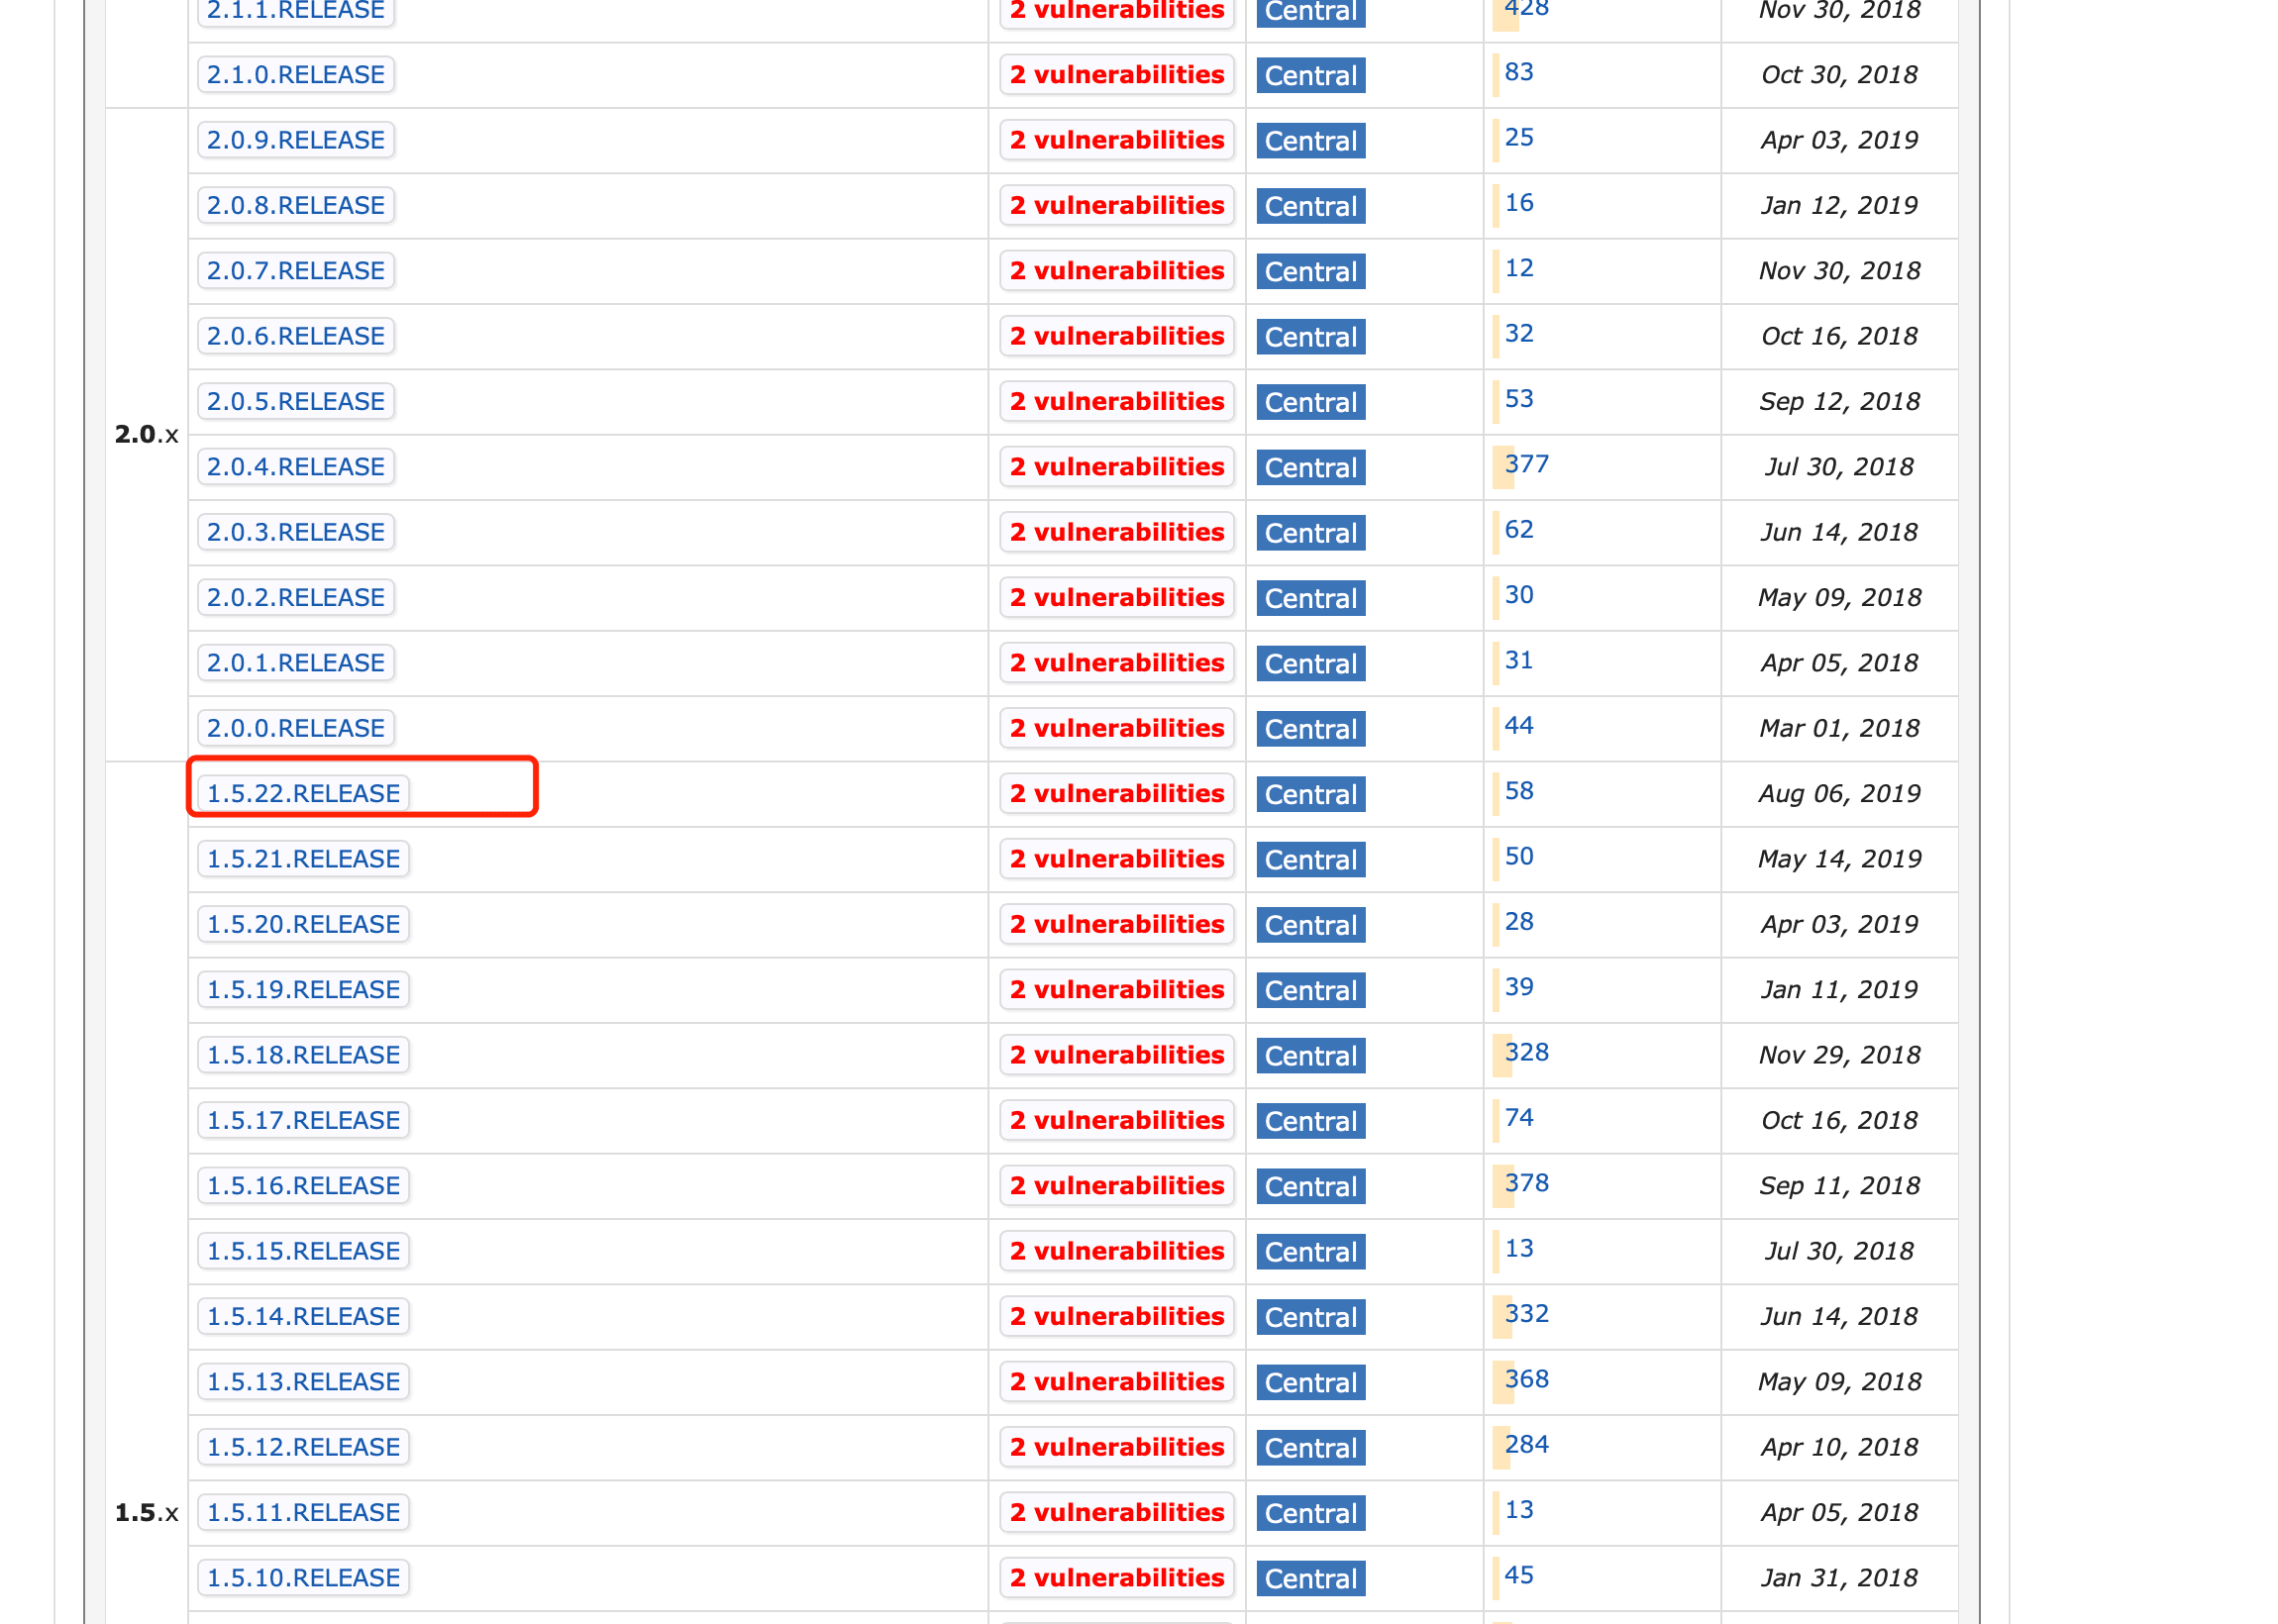 2.1.1.RELEASE 2 vulnerabilities Central 428 Nov 30, 2018
2.1.0.RELEASE 2 vulnerabilities Central 83 Oct 30, 2018
2.0.9.RELEASE 2 vulnerabilities Central 25 Apr 03, 2019
2.0.8.RELEASE 2 vulnerabilities Central 16 Jan 12, 2019
2.0.7.RELEASE 2 vulnerabilities Central 12 Nov 30, 2018
2.0.6.RELEASE 2 vulnerabilities Central 32 Oct 16, 2018
2.0.5.RELEASE 2 vulnerabilities Central 53 Sep 12, 2018
2.0.x
2.0.4.RELEASE 2 vulnerabilities Central 377 Jul 30, 2018
2.0.3.RELEASE 2 vulnerabilities Central 62 Jun 14, 2018
2.0.2.RELEASE 2 vulnerabilities Central 30 May 09, 2018
2.0.1.RELEASE 2 vulnerabilities Central 31 Apr 05, 2018
2.0.0.RELEASE 2 vulnerabilities Central 44 Mar 01, 2018
1.5.22.RELEASE 2 vulnerabilities Central 58 Aug 06, 2019
1.5.21.RELEASE 2 vulnerabilities Central 50 May 14, 2019
1.5.20.RELEASE 2 vulnerabilities Central 28 Apr 03, 2019
1.5.19.RELEASE 2 vulnerabilities Central 39 Jan 11, 2019
1.5.18.RELEASE 2 vulnerabilities Central 328 Nov 29, 2018
1.5.17.RELEASE 2 vulnerabilities Central 74 Oct 16, 2018
1.5.16.RELEASE 2 vulnerabilities Central 378 Sep 11, 2018
1.5.15.RELEASE 2 vulnerabilities Central 13 Jul 30, 2018
1.5.14.RELEASE 2 vulnerabilities Central 332 Jun 14, 2018
1.5.13.RELEASE 2 vulnerabilities Central 368 May 09, 2018
1.5.12.RELEASE 2 vulnerabilities Central 284 Apr 10, 2018
1.5.x 1.5.11.RELEASE 2 vulnerabilities Central 13 Apr 05, 2018
1.5.10.RELEASE 2 vulnerabilities Central 45 Jan 31, 2018